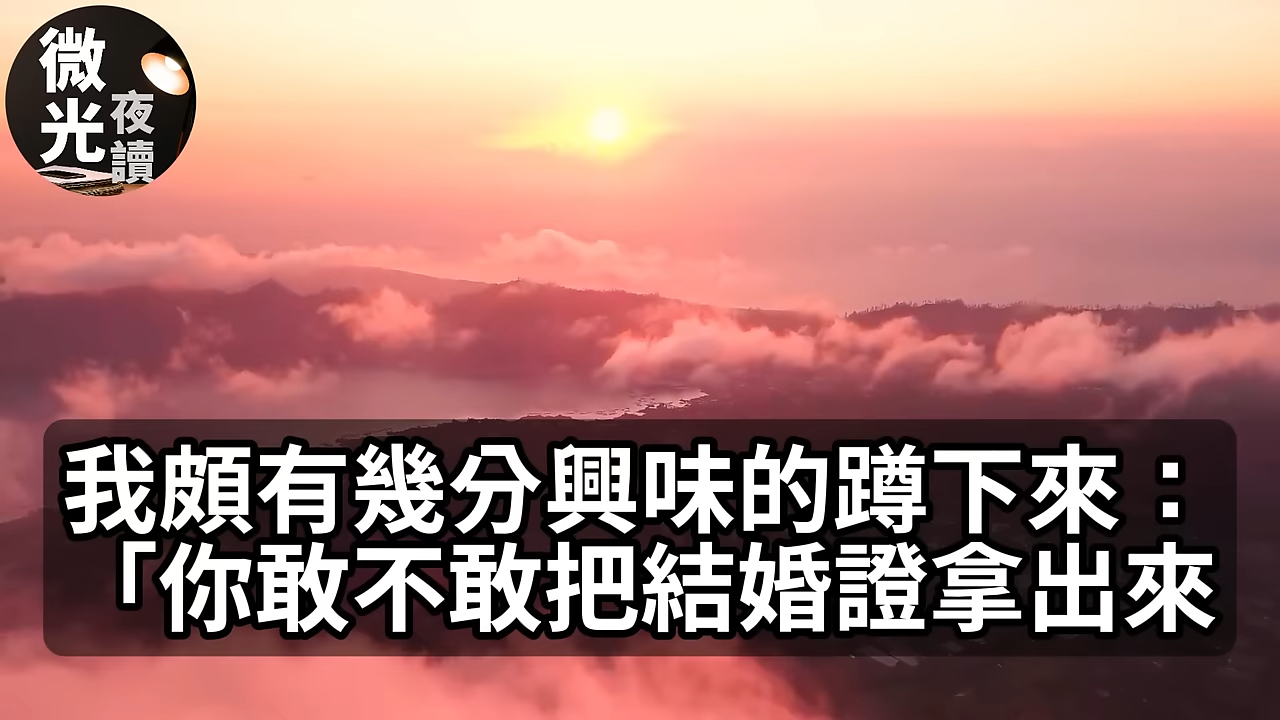 微光
夜讀
我頗有幾分興味的蹲下來：
「你敢不敢把結婚證拿出來